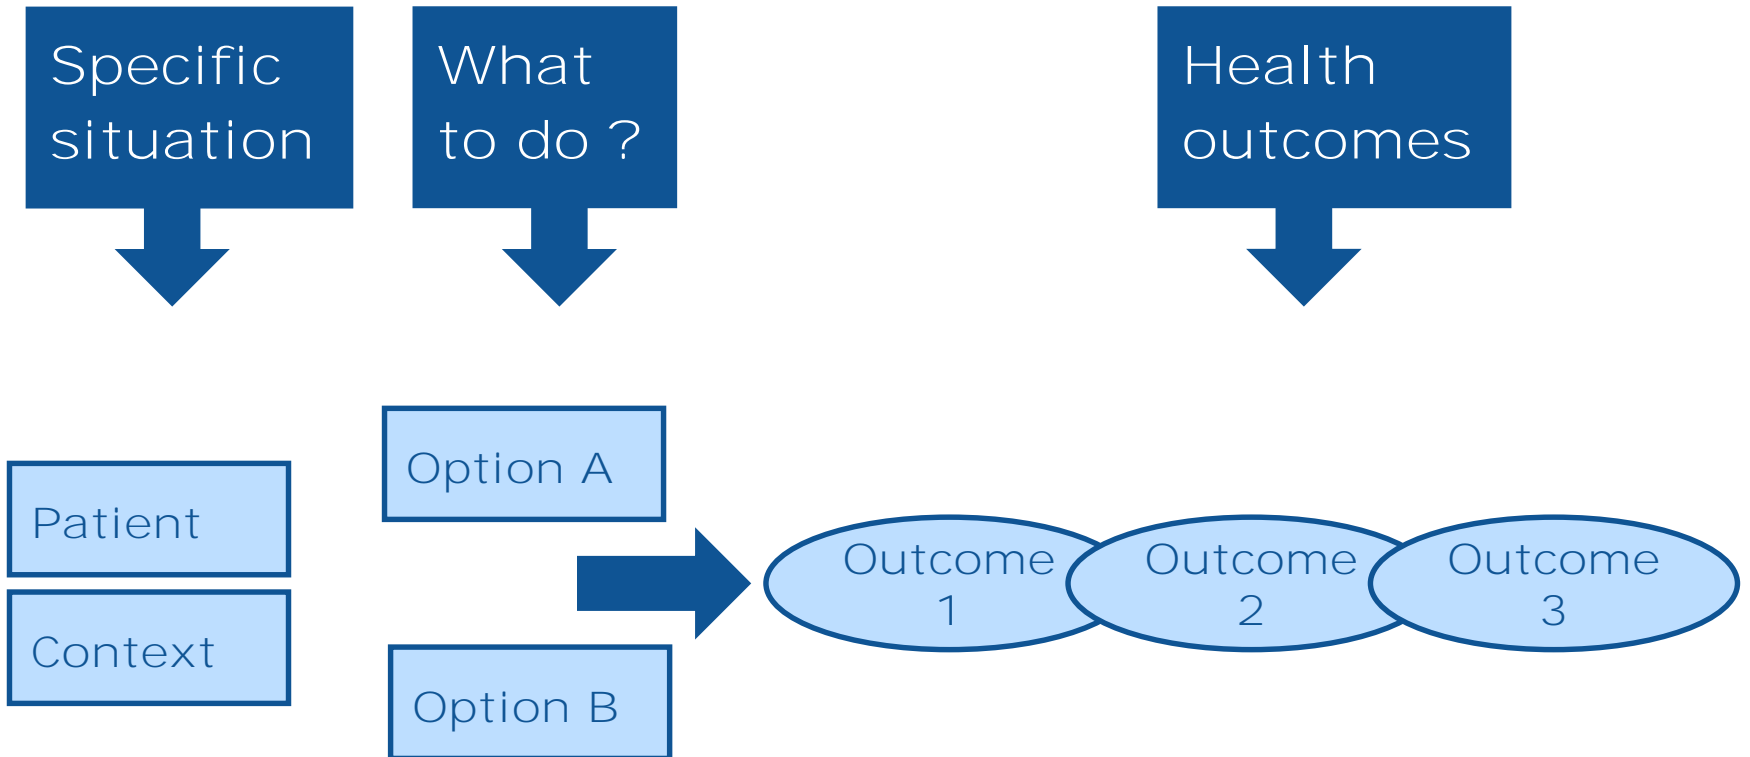 Specific
situation
What
to do ?
Health
outcomes
Patient
Context
Option A
Option B
Outcome
1
Outcome
2
Outcome
3